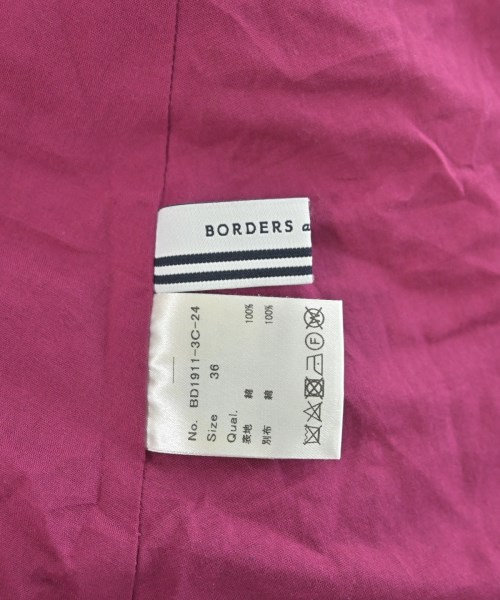 BORDERS a
No. BD1911-3C-24
Size 36
Qual.
表地 綿 100%
別布 綿 100%